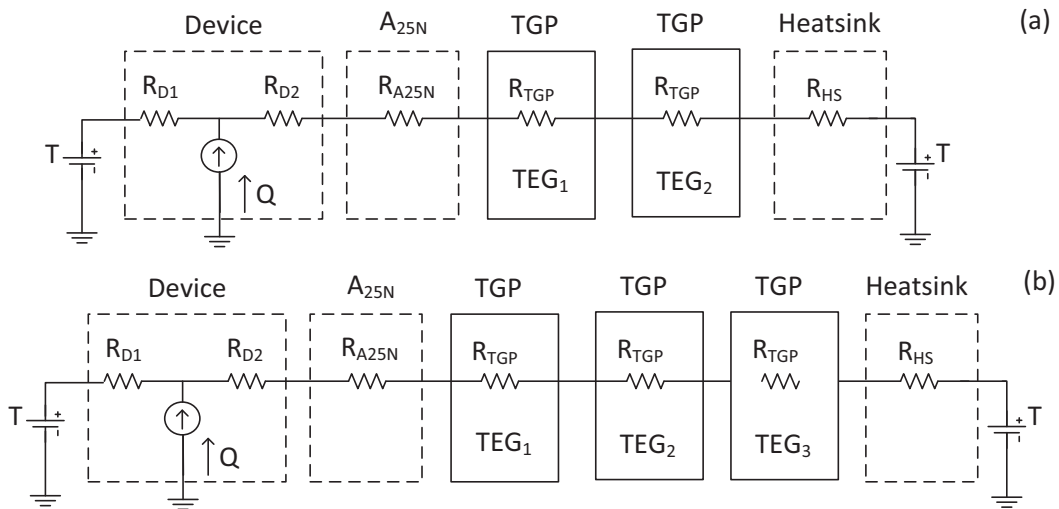 Device A25N TGP TGP Heatsink (a)
RD1 RD2 RA25N RTGP RTGP RHS
T + - Q TEG1 TEG2 + - T
Device A25N TGP TGP TGP Heatsink (b)
RD1 RD2 RA25N RTGP RTGP RTGP RHS
T + - Q TEG1 TEG2 TEG3 + - T